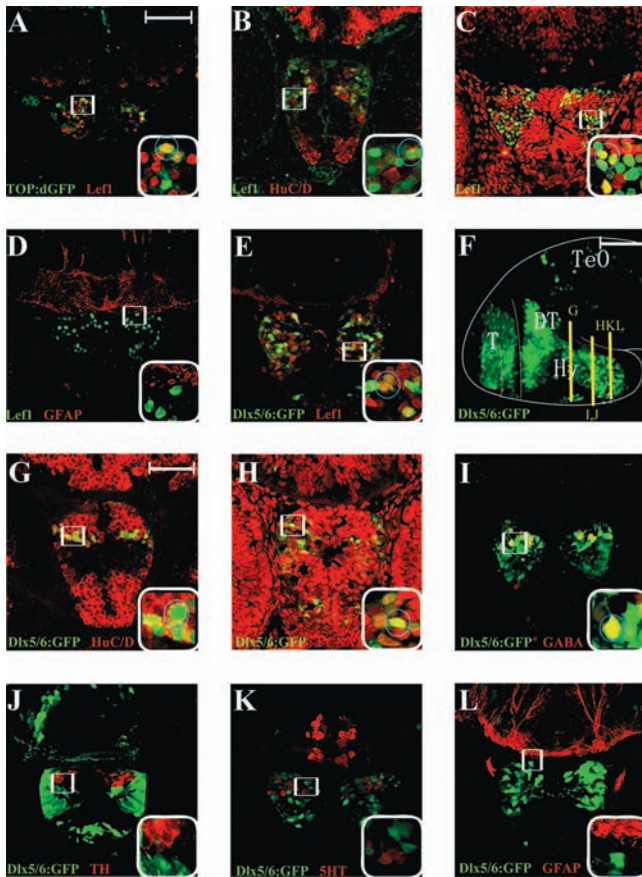 A
TOP:dGFP Lef1
B
Lef1 HuC/D
C
Lef1 PCNA
D
Lef1 GFAP
E
Dlx5/6:GFP Lef1
F
TeO
G
HKL
DT
T
Hy
IJ
Dlx5/6:GFP
G
Dlx5/6:GFP HuC/D
H
Dlx5/6:GFP
I
Dlx5/6:GFP GABA
J
Dlx5/6:GFP TH
K
Dlx5/6:GFP 5HT
L
Dlx5/6:GFP GFAP